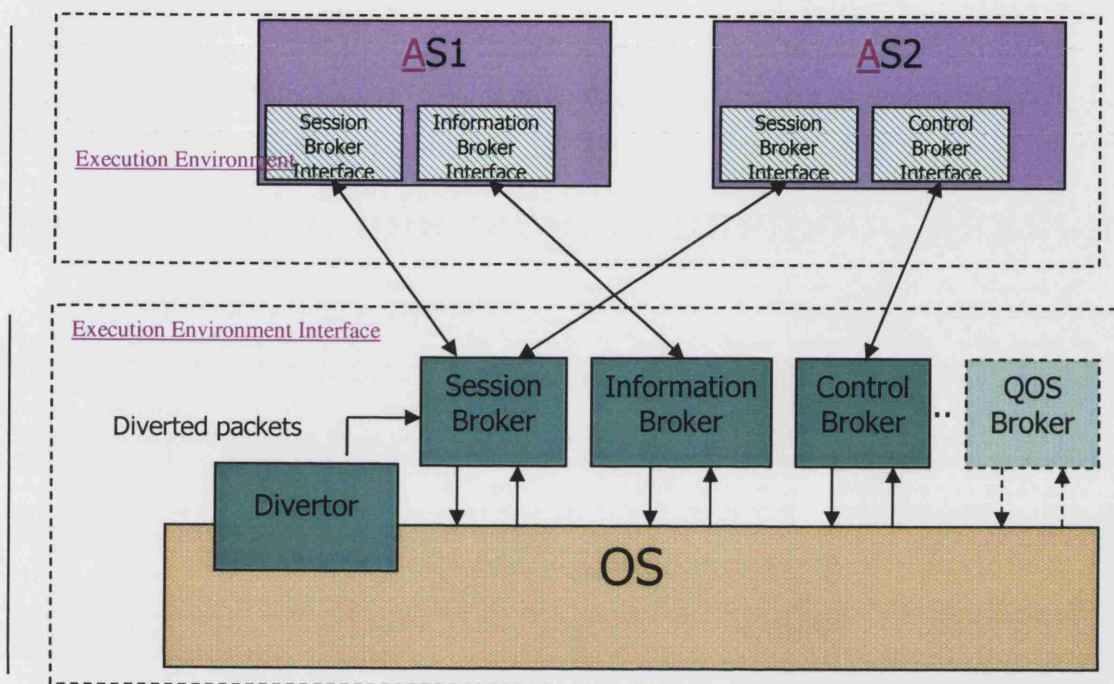 AS1
AS2
Session
Broker
Interface
Information
Broker
Interface
Session
Broker
Interface
Control
Broker
Interface
Execution Environment
Execution Environment Interface
Session
Broker
Information
Broker
Control
Broker
..
QOS
Broker
Diverted packets
Divertor
OS